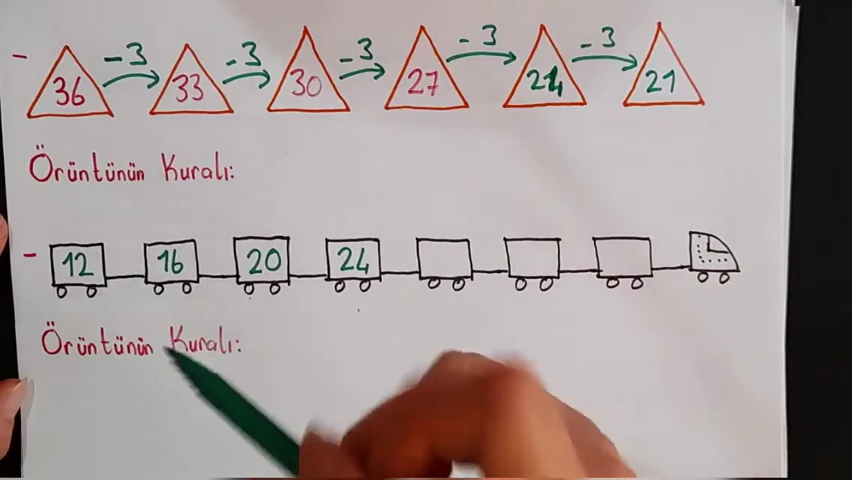 - 36 -3 33 -3 30 -3 27 -3 24 -3 21
Örüntünün Kuralı:
- 12 16 20 24
Örüntünün Kuralı: